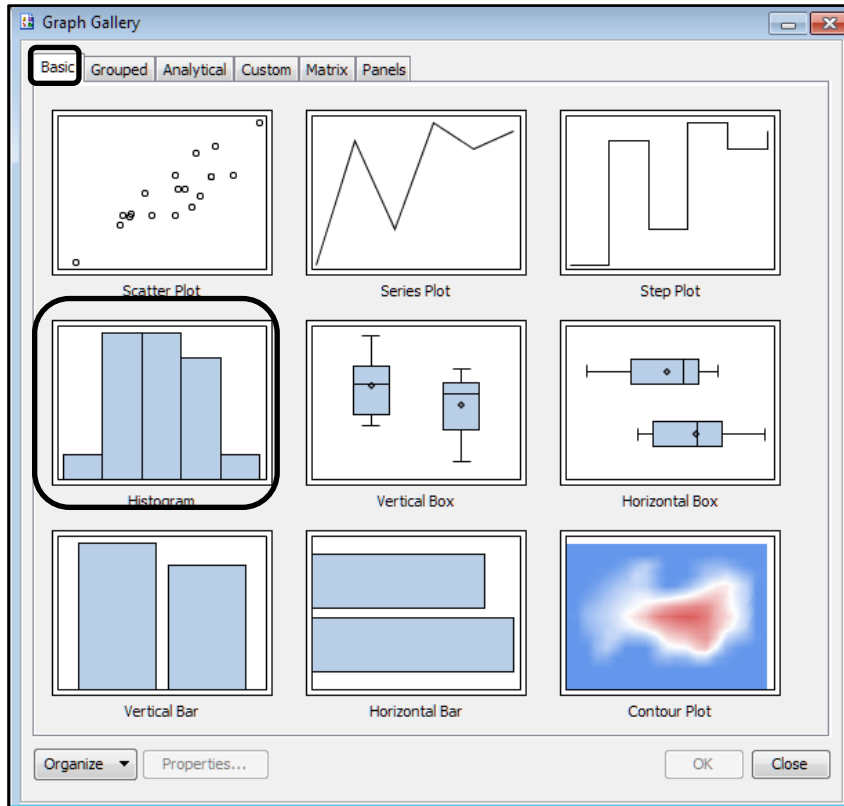 Graph Gallery
Basic Grouped Analytical Custom Matrix Panels
Scatter Plot Series Plot Step Plot
Histogram Vertical Box Horizontal Box
Vertical Bar Horizontal Bar Contour Plot
Organize Properties... OK Close